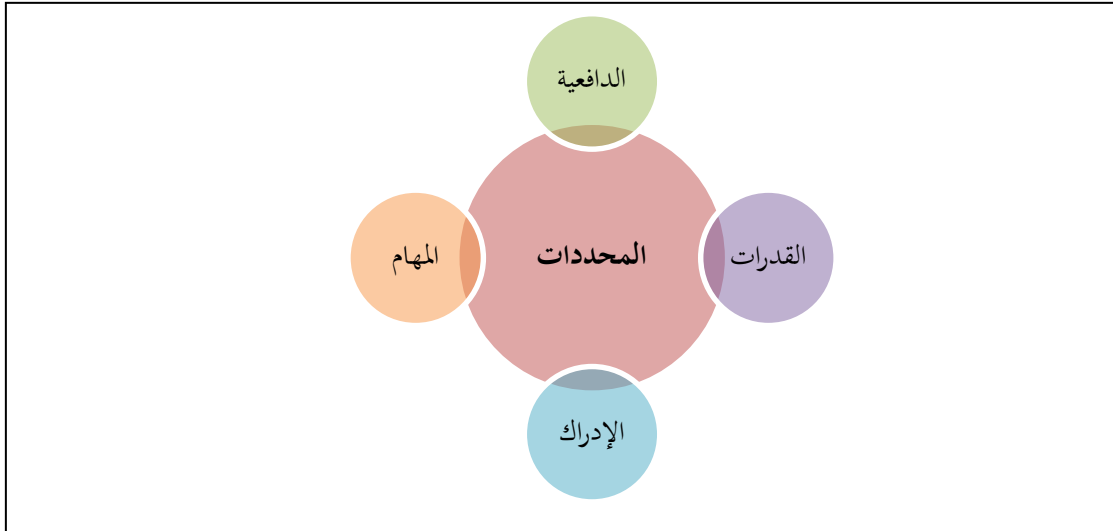 الدافعية
القدرات
المحددات
المهام
الإدراك